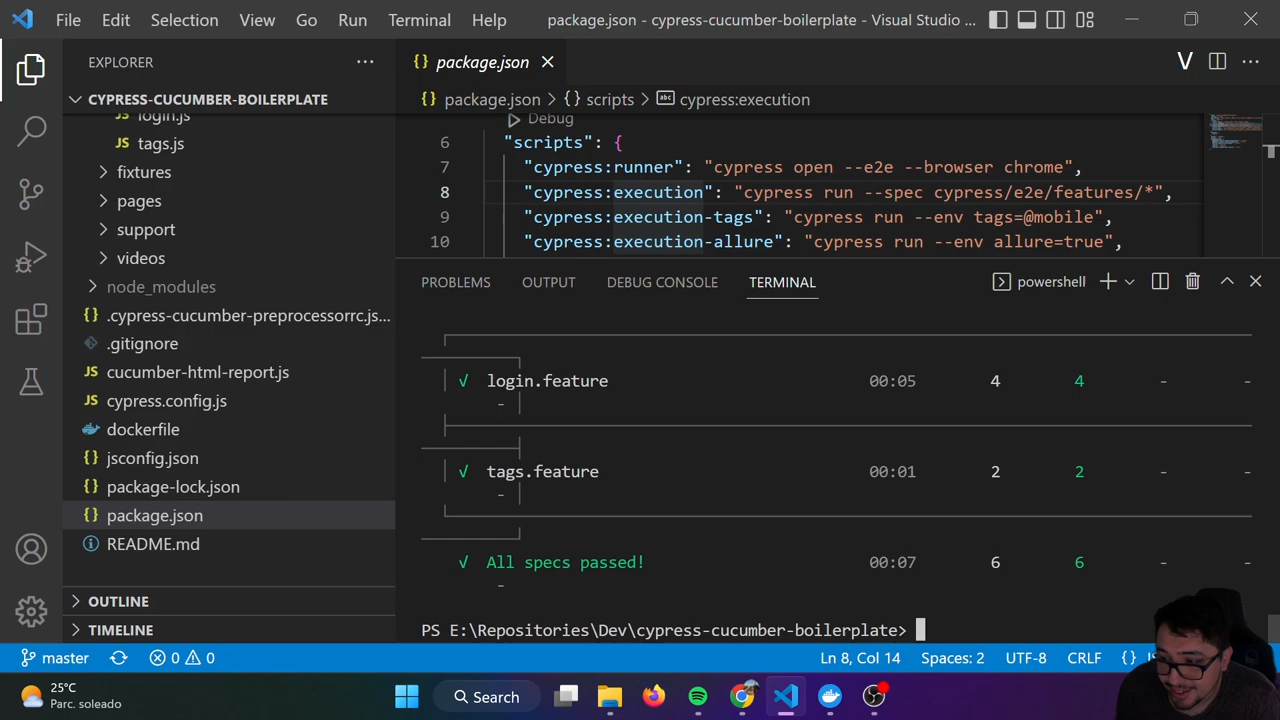 File Edit Selection View Go Run Terminal Help package.json - cypress-cucumber-boilerplate - Visual Studio ...
EXPLORER ...
CYPRESS-CUCUMBER-BOILERPLATE
login.js
JS tags.js
fixtures
pages
support
videos
node_modules
{} .cypress-cucumber-preprocessorrc.js...
.gitignore
JS cucumber-html-report.js
JS cypress.config.js
dockerfile
{} jsconfig.json
{} package-lock.json
{} package.json
README.md
OUTLINE
TIMELINE
{} package.json
{} package.json > {} scripts > abc cypress:execution
Debug
6 "scripts": {
7 "cypress:runner": "cypress open --e2e --browser chrome",
8 "cypress:execution": "cypress run --spec cypress/e2e/features/*",
9 "cypress:execution-tags": "cypress run --env tags=@mobile",
10 "cypress:execution-allure": "cypress run --env allure=true",
PROBLEMS OUTPUT DEBUG CONSOLE TERMINAL powershell
√ login.feature 00:05 4 4 - -
-
√ tags.feature 00:01 2 2 - -
-
√ All specs passed! 00:07 6 6 - -
-
PS E:\Repositories\Dev\cypress-cucumber-boilerplate>
master 0 0 Ln 8, Col 14 Spaces: 2 UTF-8 CRLF {}
25°C
Parc. soleado
Search